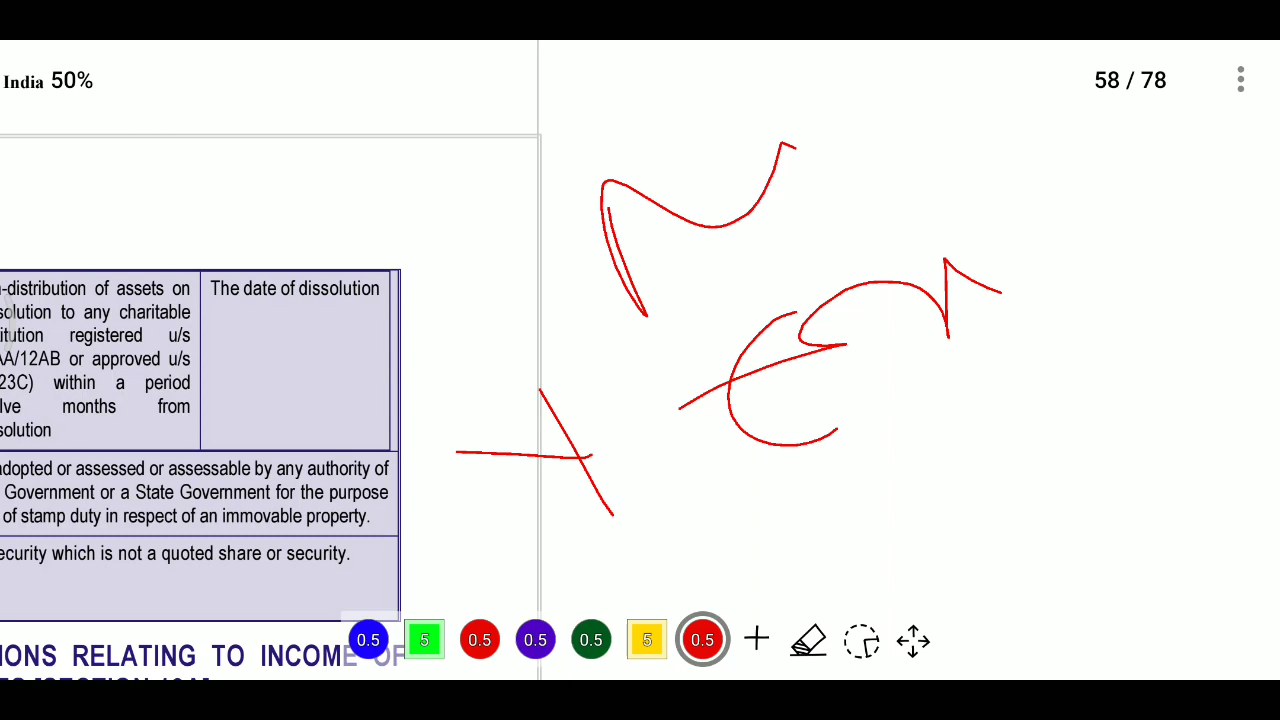 India 50%
58 / 78
-distribution of assets on
solution to any charitable
titution registered u/s
AA/12AB or approved u/s
23C) within a period
lve months from
solution
The date of dissolution
adopted or assessed or assessable by any authority of
Government or a State Government for the purpose
of stamp duty in respect of an immovable property.
ecurity which is not a quoted share or security.
IONS RELATING TO INCOME OF
0.5 5 0.5 0.5 0.5 5 0.5